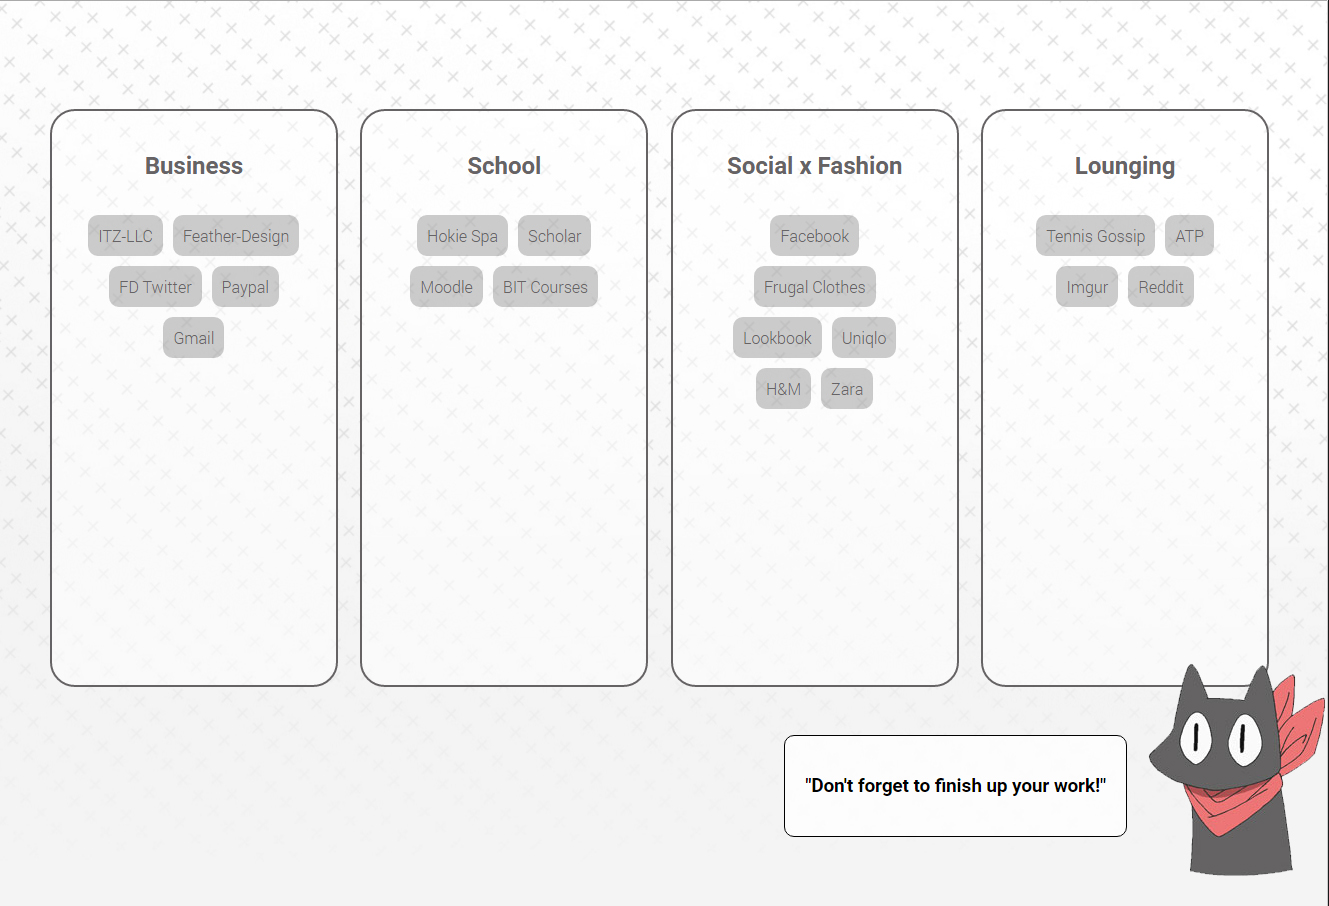 Business
ITZ-LLC Feather-Design
FD Twitter Paypal
Gmail
School
Hokie Spa Scholar
Moodle BIT Courses
Social x Fashion
Facebook
Frugal Clothes
Lookbook Uniqlo
H&M Zara
Lounging
Tennis Gossip ATP
Imgur Reddit
"Don't forget to finish up your work!"